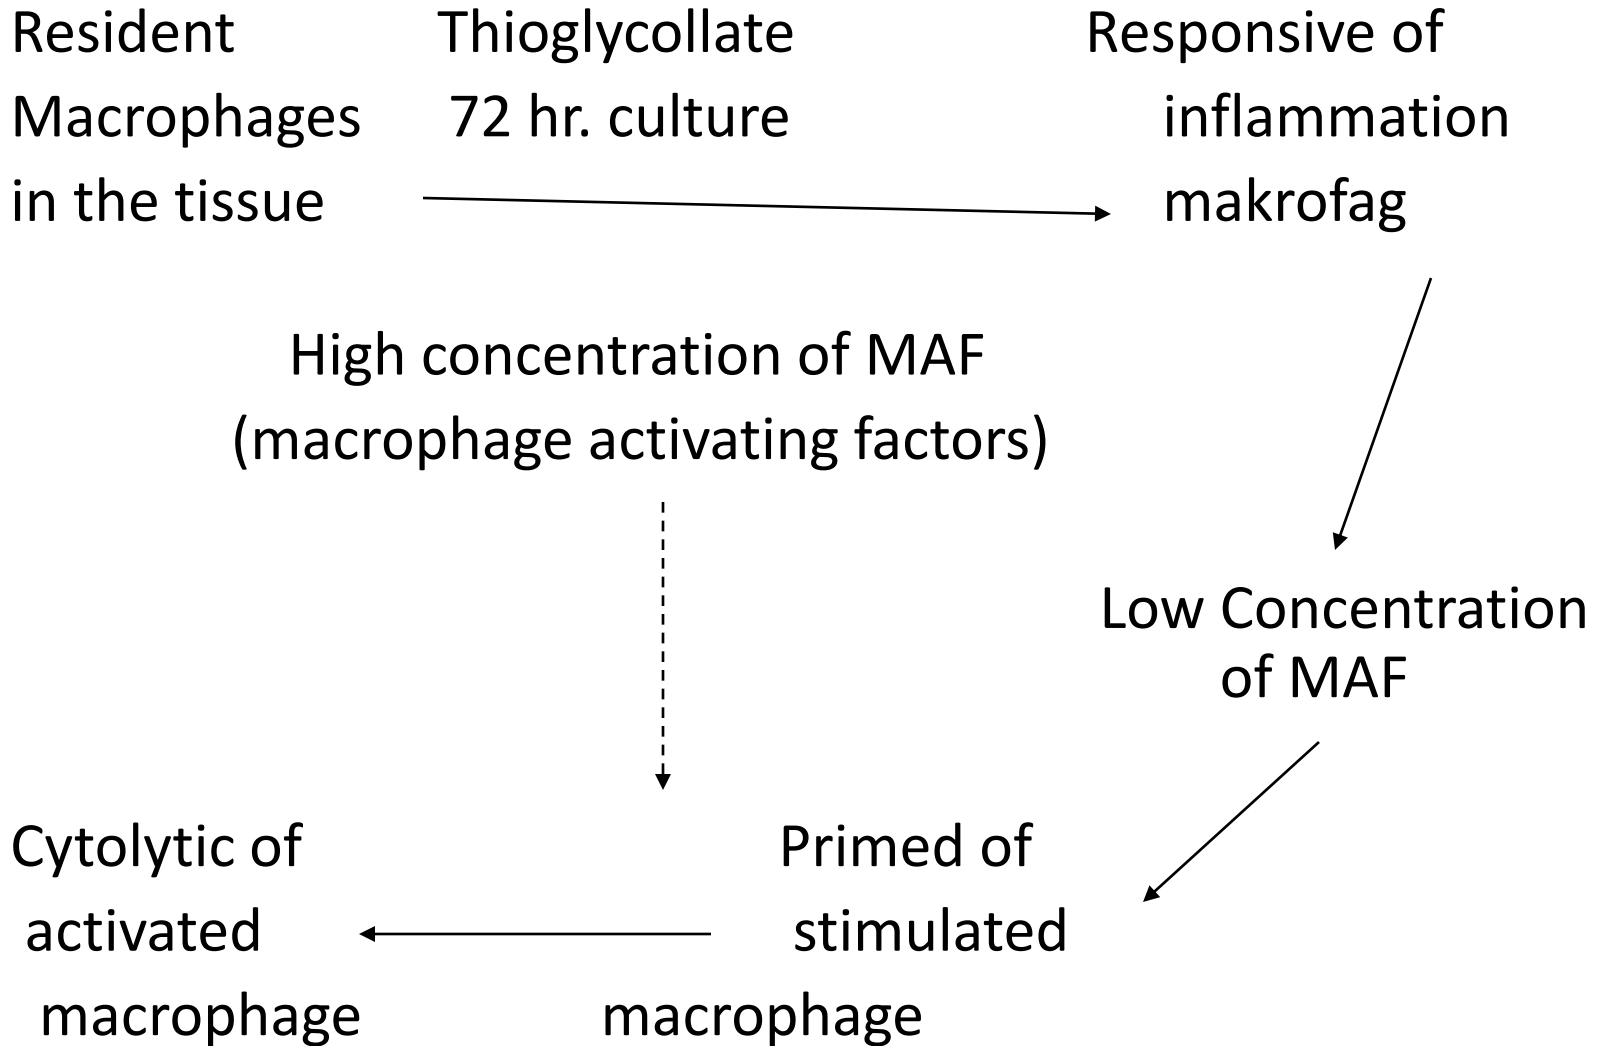 Resident
Macrophages
in the tissue
Thioglycollate
72 hr. culture
Responsive of
inflammation
makrofag
High concentration of MAF
(macrophage activating factors)
Low Concentration
of MAF
Cytolytic of
activated
macrophage
Primed of
stimulated
macrophage